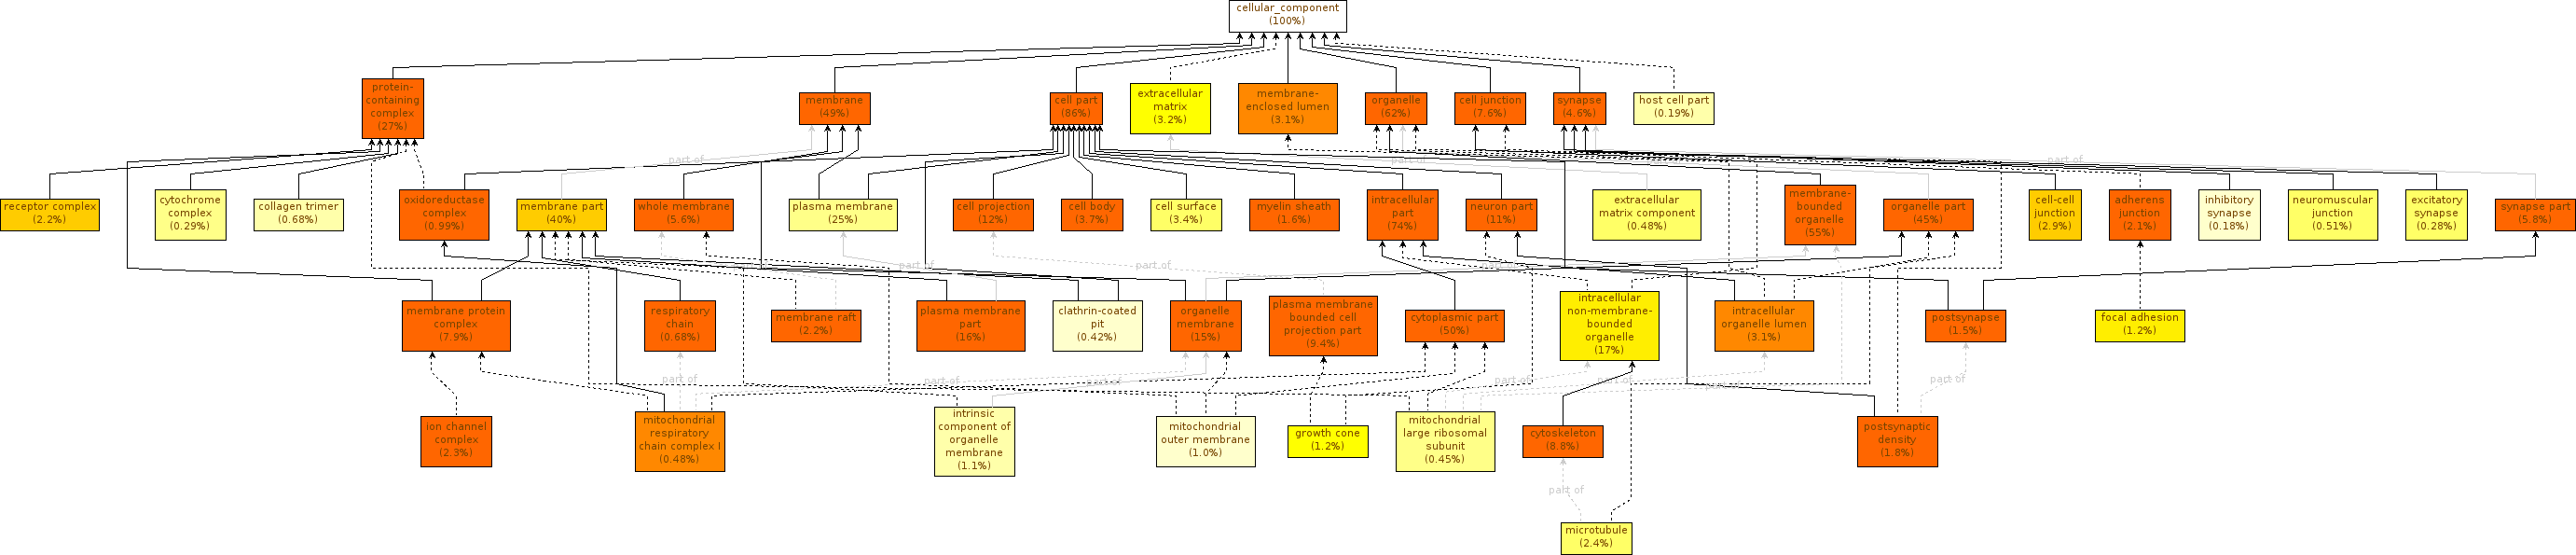 cellular_component
(100%)
protein-
containing
complex
(27%)
membrane
(49%)
cell part
(86%)
extracellular
matrix
(3.2%)
membrane-
enclosed lumen
(3.1%)
organelle
(62%)
cell junction
(7.6%)
synapse
(4.6%)
host cell part
(0.19%)
part of
part of
part of
receptor complex
(2.2%)
cytochrome
complex
(0.29%)
collagen trimer
(0.68%)
oxidoreductase
complex
(0.99%)
membrane part
(40%)
whole membrane
(5.6%)
plasma membrane
(25%)
cell projection
(12%)
cell body
(3.7%)
cell surface
(3.4%)
myelin sheath
(1.6%)
intracellular
part
(74%)
neuron part
(11%)
extracellular
matrix component
(0.48%)
membrane-
bounded
organelle
(55%)
organelle part
(45%)
cell-cell
junction
(2.9%)
adherens
junction
(2.1%)
inhibitory
synapse
(0.18%)
neuromuscular
junction
(0.51%)
excitatory
synapse
(0.28%)
synapse part
(5.8%)
part of
part of
part of
membrane protein
complex
(7.9%)
respiratory
chain
(0.68%)
membrane raft
(2.2%)
plasma membrane
part
(16%)
clathrin-coated
pit
(0.42%)
organelle
membrane
(15%)
plasma membrane
bounded cell
projection part
(9.4%)
cytoplasmic part
(50%)
intracellular
non-membrane-
bounded
organelle
(17%)
intracellular
organelle lumen
(3.1%)
postsynapse
(1.5%)
focal adhesion
(1.2%)
part of
part of
part of
part of
part of
part of
part of
ion channel
complex
(2.3%)
mitochondrial
respiratory
chain complex I
(0.48%)
intrinsic
component of
organelle
membrane
(1.1%)
mitochondrial
outer membrane
(1.0%)
growth cone
(1.2%)
mitochondrial
large ribosomal
subunit
(0.45%)
cytoskeleton
(8.8%)
postsynaptic
density
(1.8%)
part of
microtubule
(2.4%)